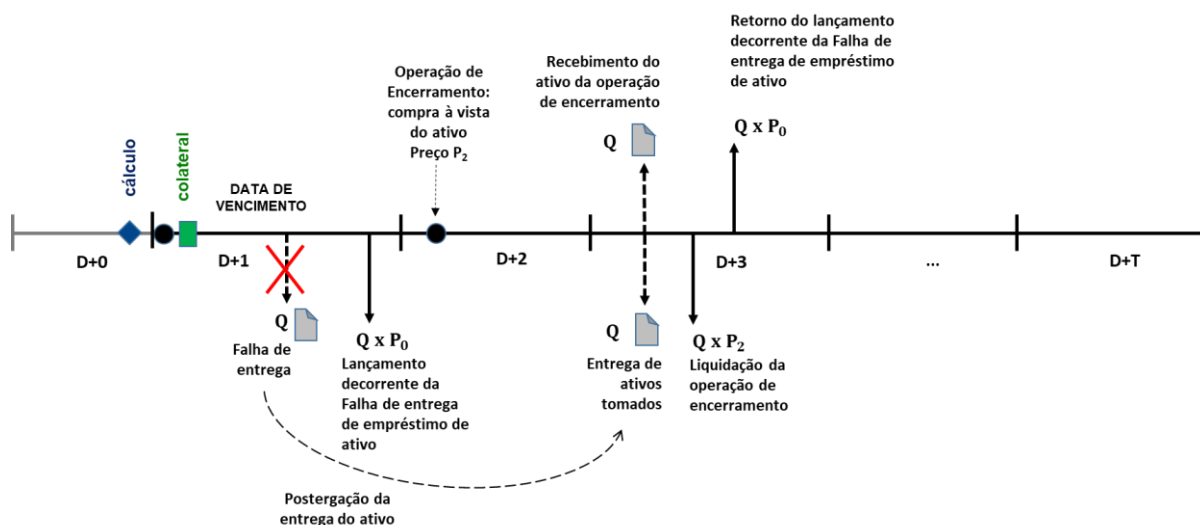 Retorno do lançamento
decorrente da Falha de
entrega de empréstimo
de ativo
Recebimento do
ativo da operação
de encerramento
Operação de
Encerramento:
compra à vista
do ativo
Preço P₂
Q
Q x P₀
cálculo
colateral
DATA DE
VENCIMENTO
D+0
D+1
D+2
D+3
...
D+T
Q
Falha de
entrega
Q x P₀
Lançamento
decorrente da
Falha de entrega
de empréstimo de
ativo
Q
Entrega de
ativos
tomados
Q x P₂
Liquidação da
operação de
encerramento
Postergação da
entrega do ativo